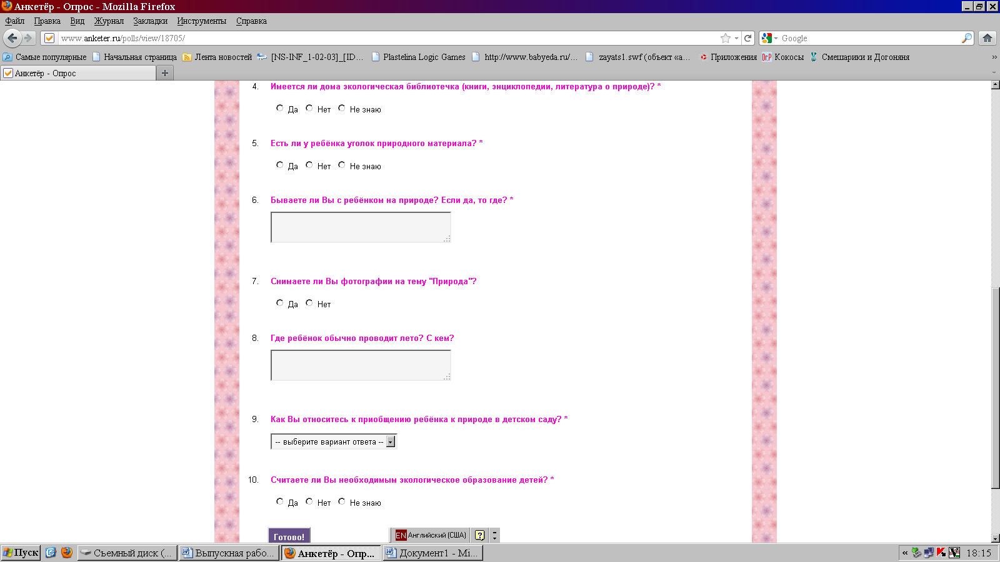 Анкетёр - Опрос - Mozilla Firefox
Файл Правка Вид Журнал Закладки Инструменты Справка
www.anketer.ru/polls/view/18705/
Google
Самые популярные Начальная страница Лента новостей [NS-INF_1-02-03]_[ID... Plastelina Logic Games http://www.babyeda.ru/... zayats1.swf (объект «a... Приложения Кокосы Смешарики и Догоняня »
Анкетёр - Опрос +
4. Имеется ли дома экологическая библиотечка (книги, энциклопедии, литература о природе)? *
Да Нет Не знаю
5. Есть ли у ребёнка уголок природного материала? *
Да Нет Не знаю
6. Бываете ли Вы с ребёнком на природе? Если да, то где? *
7. Снимаете ли Вы фотографии на тему "Природа"?
Да Нет
8. Где ребёнок обычно проводит лето? С кем?
9. Как Вы относитесь к приобщению ребёнка к природе в детском саду? *
-- выберите вариант ответа --
10. Считаете ли Вы необходимым экологическое образование детей? *
Да Нет Не знаю
Готово!
EN Английский (США) ?
Пуск Съемный диск (... Выпускная рабо... Анкетёр - Опр... Документ1 - Mi... « 18:15